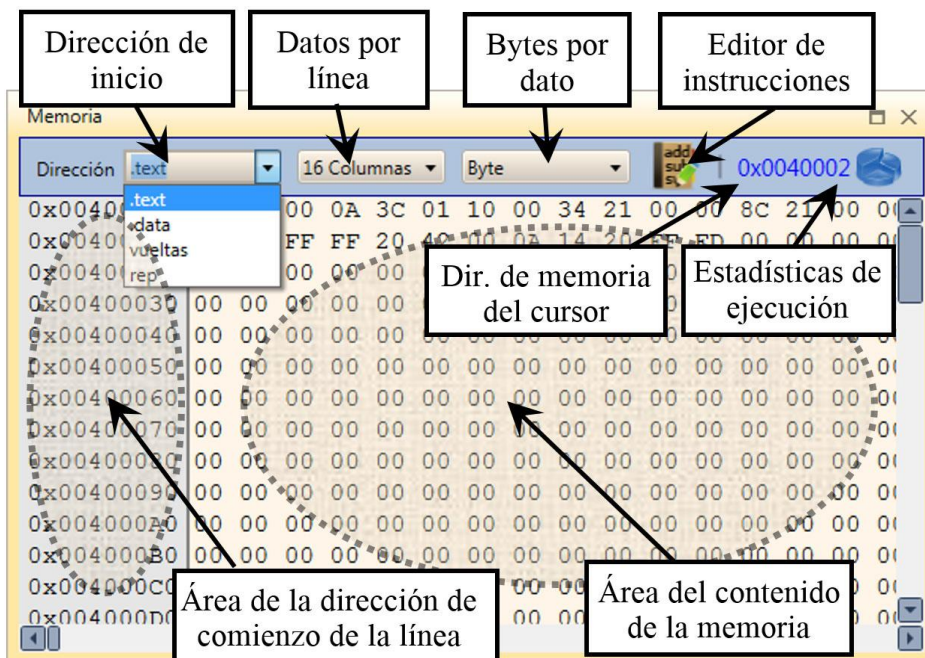 Dirección de
inicio
Datos por
línea
Bytes por
dato
Editor de
instrucciones
Memoria
Dirección .text
16 Columnas
Byte
add
sub
0x0040002
.text
.data
vueltas
rep
00 0A 3C 01 10 00 34 21 00 00 8C 21 00
FF FF 20
00 00 00
0x00400030 00 00 00 00 00
0x00400040 00 00 00 00 00
0x00400050 00 00 00 00 00 00 00 00 00 00 00 00 00 00 00
0x00400060 00 00 00 00 00 00 00 00 00 00 00 00 00 00 00
0x00400070 00 00 00 00 00 00 00 00 00 00 00 00 00 00 00
0x00400080 00 00 00 00 00 00 00 00 00 00 00 00 00 00 00
0x00400090 00 00 00 00 00 00 00 00 00 00 00 00 00 00 00
0x004000A0 00 00 00 00 00 00 00 00 00 00 00 00 00 00 00
0x004000B0 00 00 00 00 00 00 00 00 00 00 00 00 00 00 00
0x004000C0 00 00
0x004000D0 00 00
Dir. de memoria
del cursor
Estadísticas de
ejecución
Área de la dirección de
comienzo de la línea
Área del contenido
de la memoria